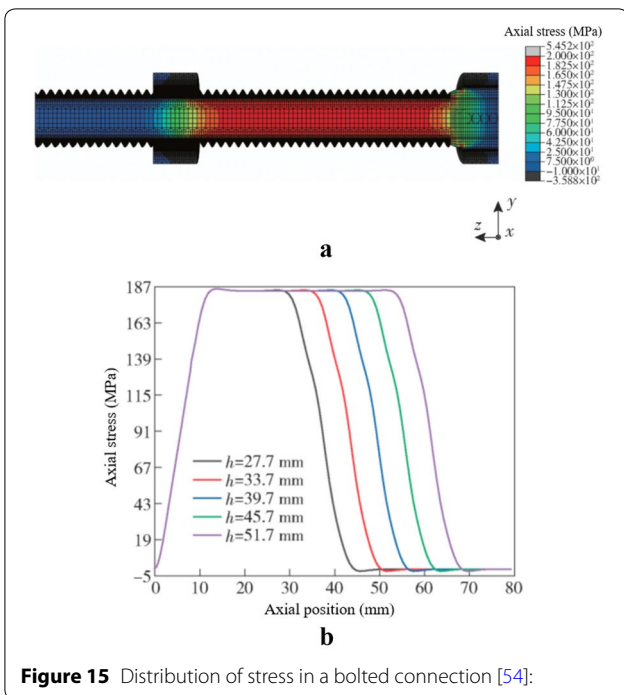 Axial stress (MPa)
5.452×10²
2.000×10²
1.825×10²
1.650×10²
1.475×10²
1.300×10²
1.125×10²
9.500×10¹
7.750×10¹
6.000×10¹
4.250×10¹
2.500×10¹
7.500×10⁰
−1.000×10¹
−3.588×10²
y
z
x
a
187
163
139
115
91
67
43
19
−5
Axial stress (MPa)
h=27.7 mm
h=33.7 mm
h=39.7 mm
h=45.7 mm
h=51.7 mm
0 10 20 30 40 50 60 70 80
Axial position (mm)
b
Figure 15 Distribution of stress in a bolted connection [54]: